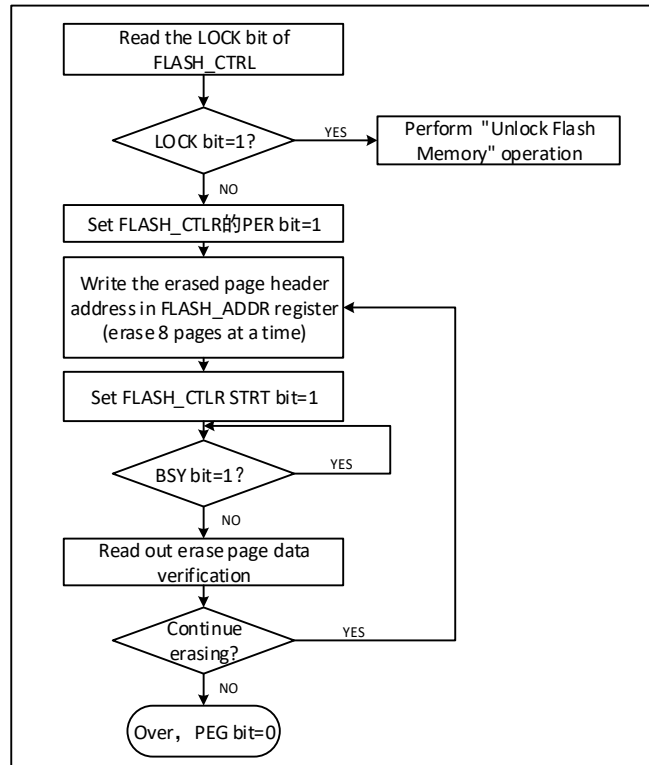 Read the LOCK bit of
FLASH_CTRL
LOCK bit=1?
YES
Perform "Unlock Flash
Memory" operation
NO
Set FLASH_CTLR的PER bit=1
Write the erased page header
address in FLASH_ADDR register
(erase 8 pages at a time)
Set FLASH_CTLR STRT bit=1
BSY bit=1?
YES
NO
Read out erase page data
verification
Continue
erasing?
YES
NO
Over，PEG bit=0